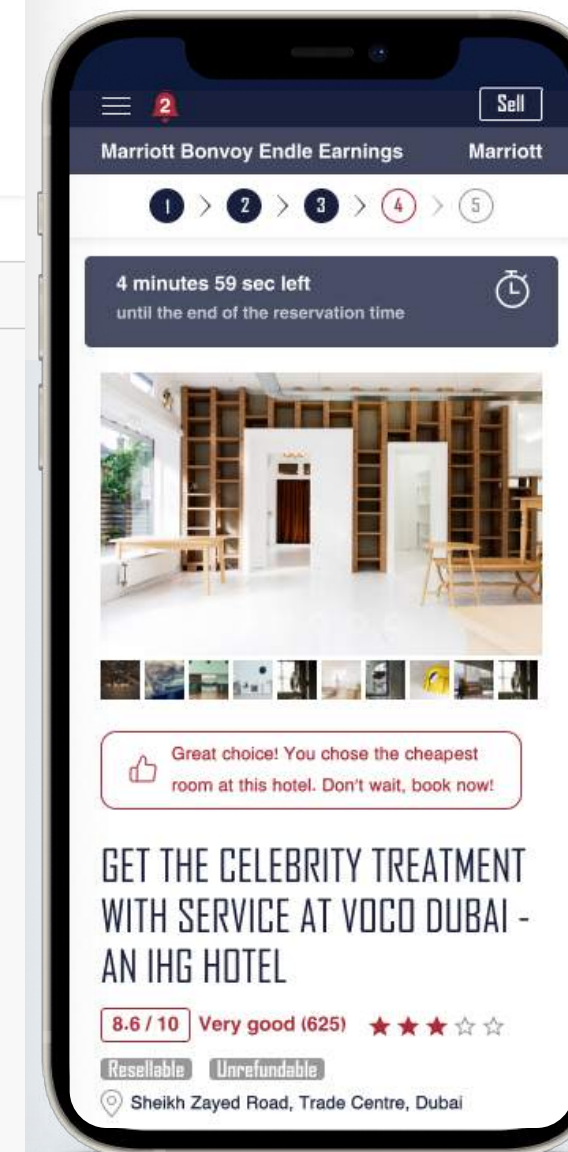 2
Sell
Marriott Bonvoy Endle Earnings Marriott
1 > 2 > 3 > 4 > 5
4 minutes 59 sec left
until the end of the reservation time
Great choice! You chose the cheapest
room at this hotel. Don't wait, book now!
GET THE CELEBRITY TREATMENT
WITH SERVICE AT VOCO DUBAI -
AN IHG HOTEL
8.6 / 10 Very good (625)
Resellable Unrefundable
Sheikh Zayed Road, Trade Centre, Dubai